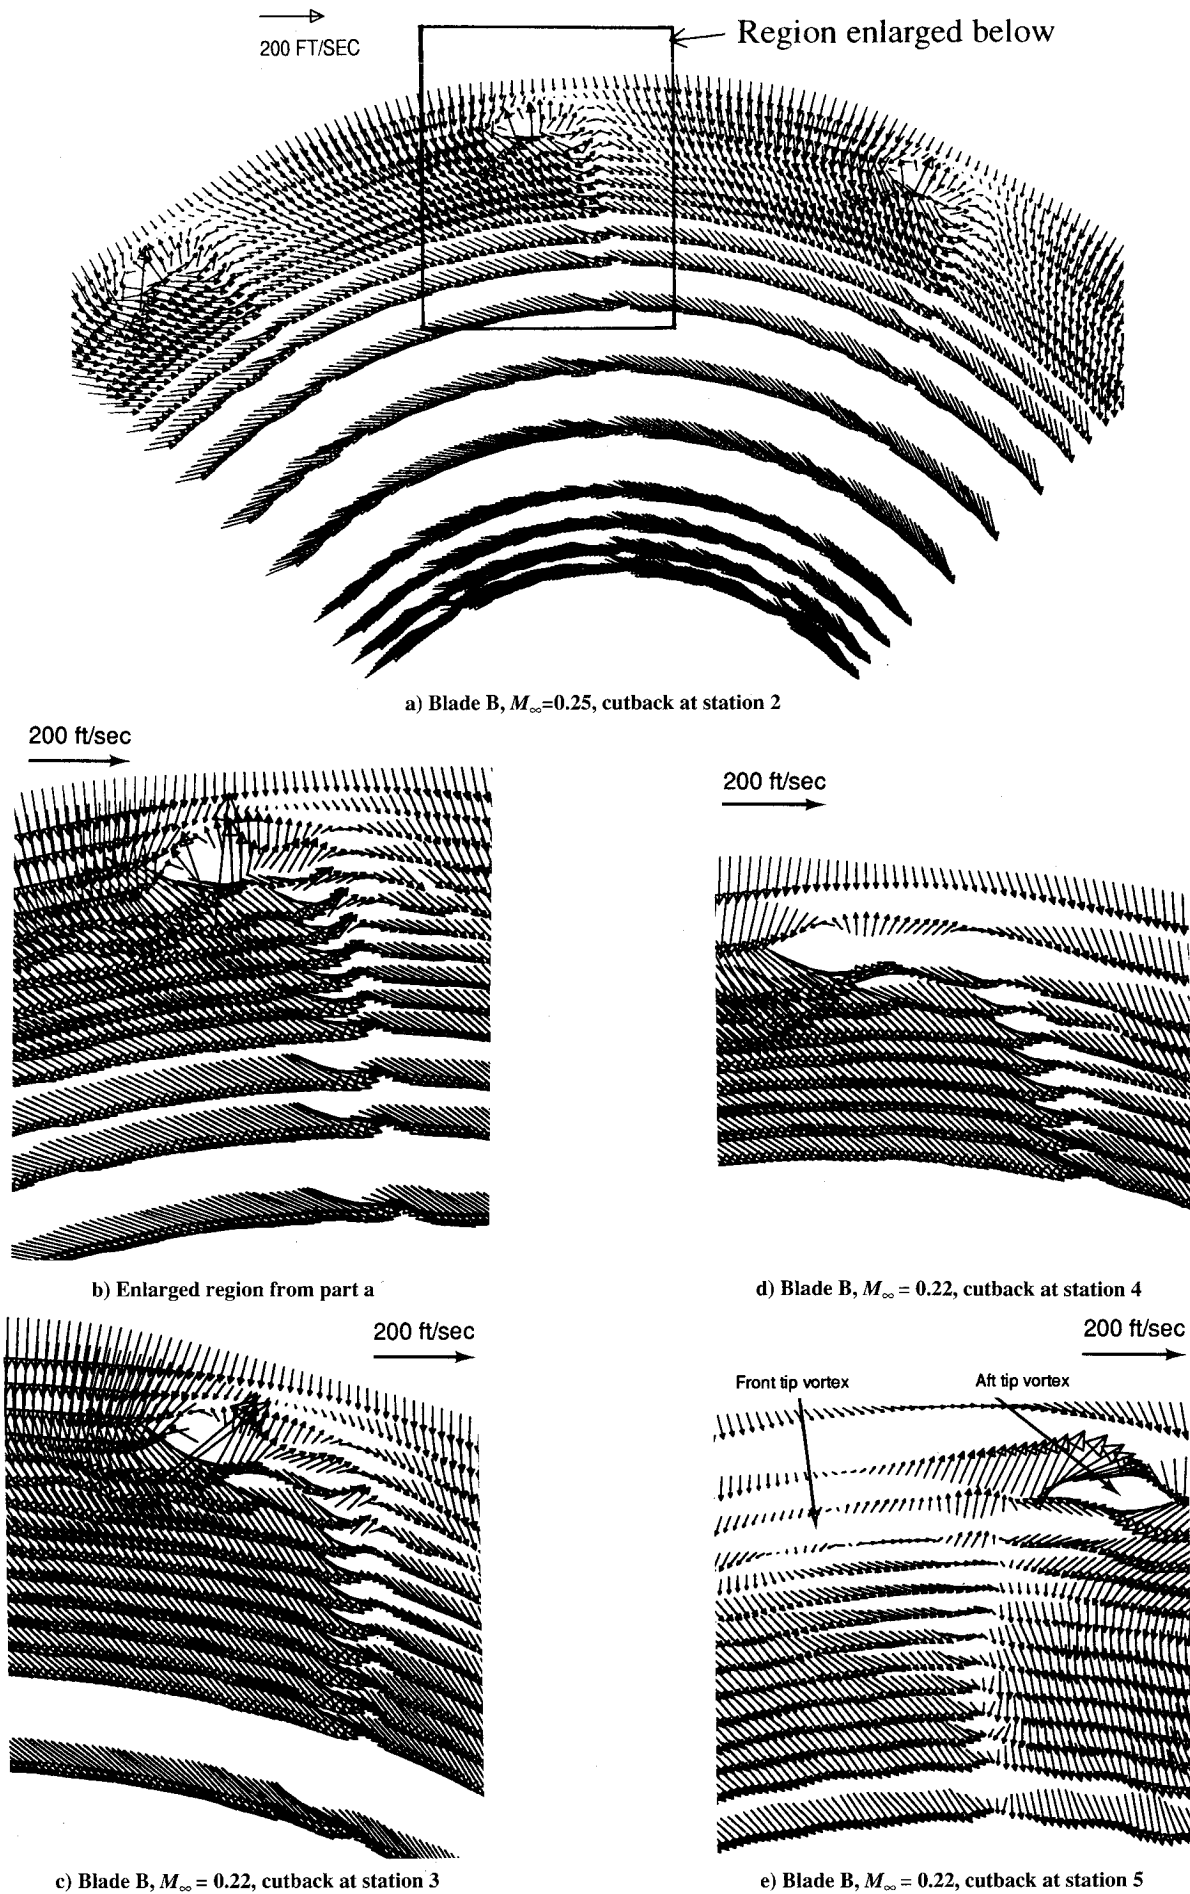 200 FT/SEC
Region enlarged below
a) Blade B, M∞=0.25, cutback at station 2
200 ft/sec
b) Enlarged region from part a
200 ft/sec
d) Blade B, M∞ = 0.22, cutback at station 4
200 ft/sec
c) Blade B, M∞ = 0.22, cutback at station 3
200 ft/sec
Front tip vortex
Aft tip vortex
e) Blade B, M∞ = 0.22, cutback at station 5